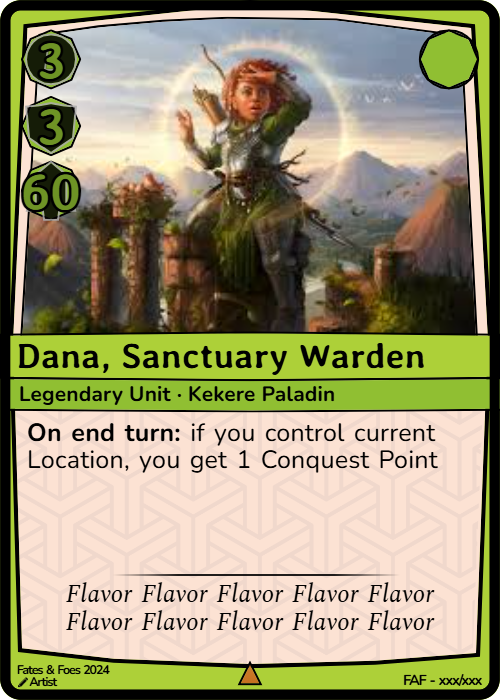 3
3
60
Dana, Sanctuary Warden
Legendary Unit · Kekere Paladin
On end turn: if you control current
Location, you get 1 Conquest Point
Flavor Flavor Flavor Flavor Flavor
Flavor Flavor Flavor Flavor Flavor
Fates & Foes 2024
Artist
FAF - xxx/xxx